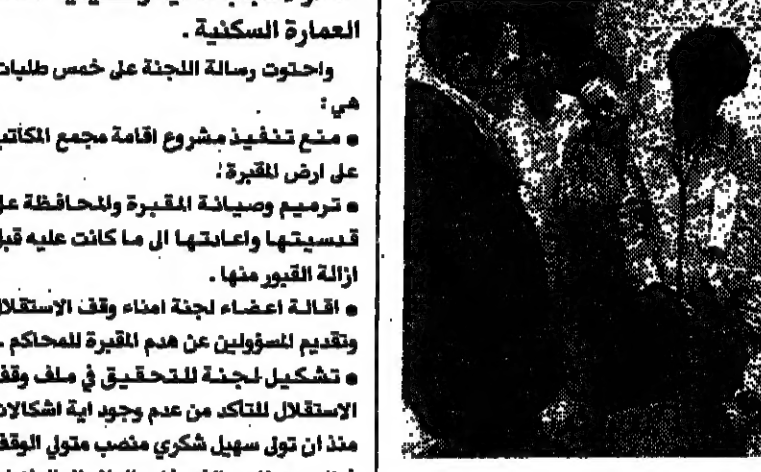 العمارة السكنية .
واحتوت رسالة اللجنة على خمس طلبات
هي :
● منع تنفيذ مشروع اقامة مجمع المكاتب
على ارض المقبرة :
● ترميم وصيانة المقبرة والمحافظة على
قدسيتها واعادتها الى ما كانت عليه قبل
ازالة القبور منها .
● اقالة اعضاء لجنة امناء وقف الاستقلال
وتقديم المسؤولين عن هدم المقبرة للمحاكم .
● تشكيل لجنة للتحقيق في ملف وقف
الاستقلال للتاكد من عدم وجود اية اشكالات
منذ ان تولى سهيل شكري منصب متولي الوقف